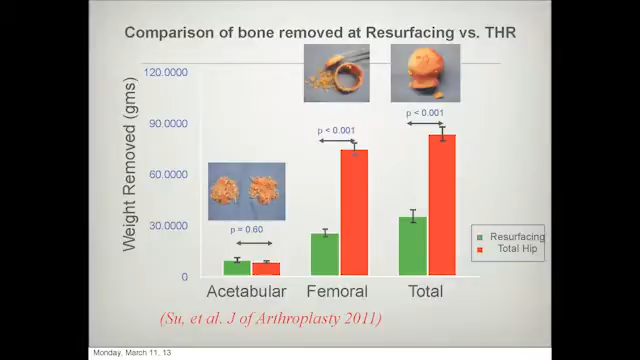 Comparison of bone removed at Resurfacing vs. THR
Weight Removed (gms)
120.0000
90.0000
60.0000
30.0000
0
p = 0.60
p < 0.001
p < 0.001
Acetabular
Femoral
Total
Resurfacing
Total Hip
(Su, et al. J of Arthroplasty 2011)
Monday, March 11, 13